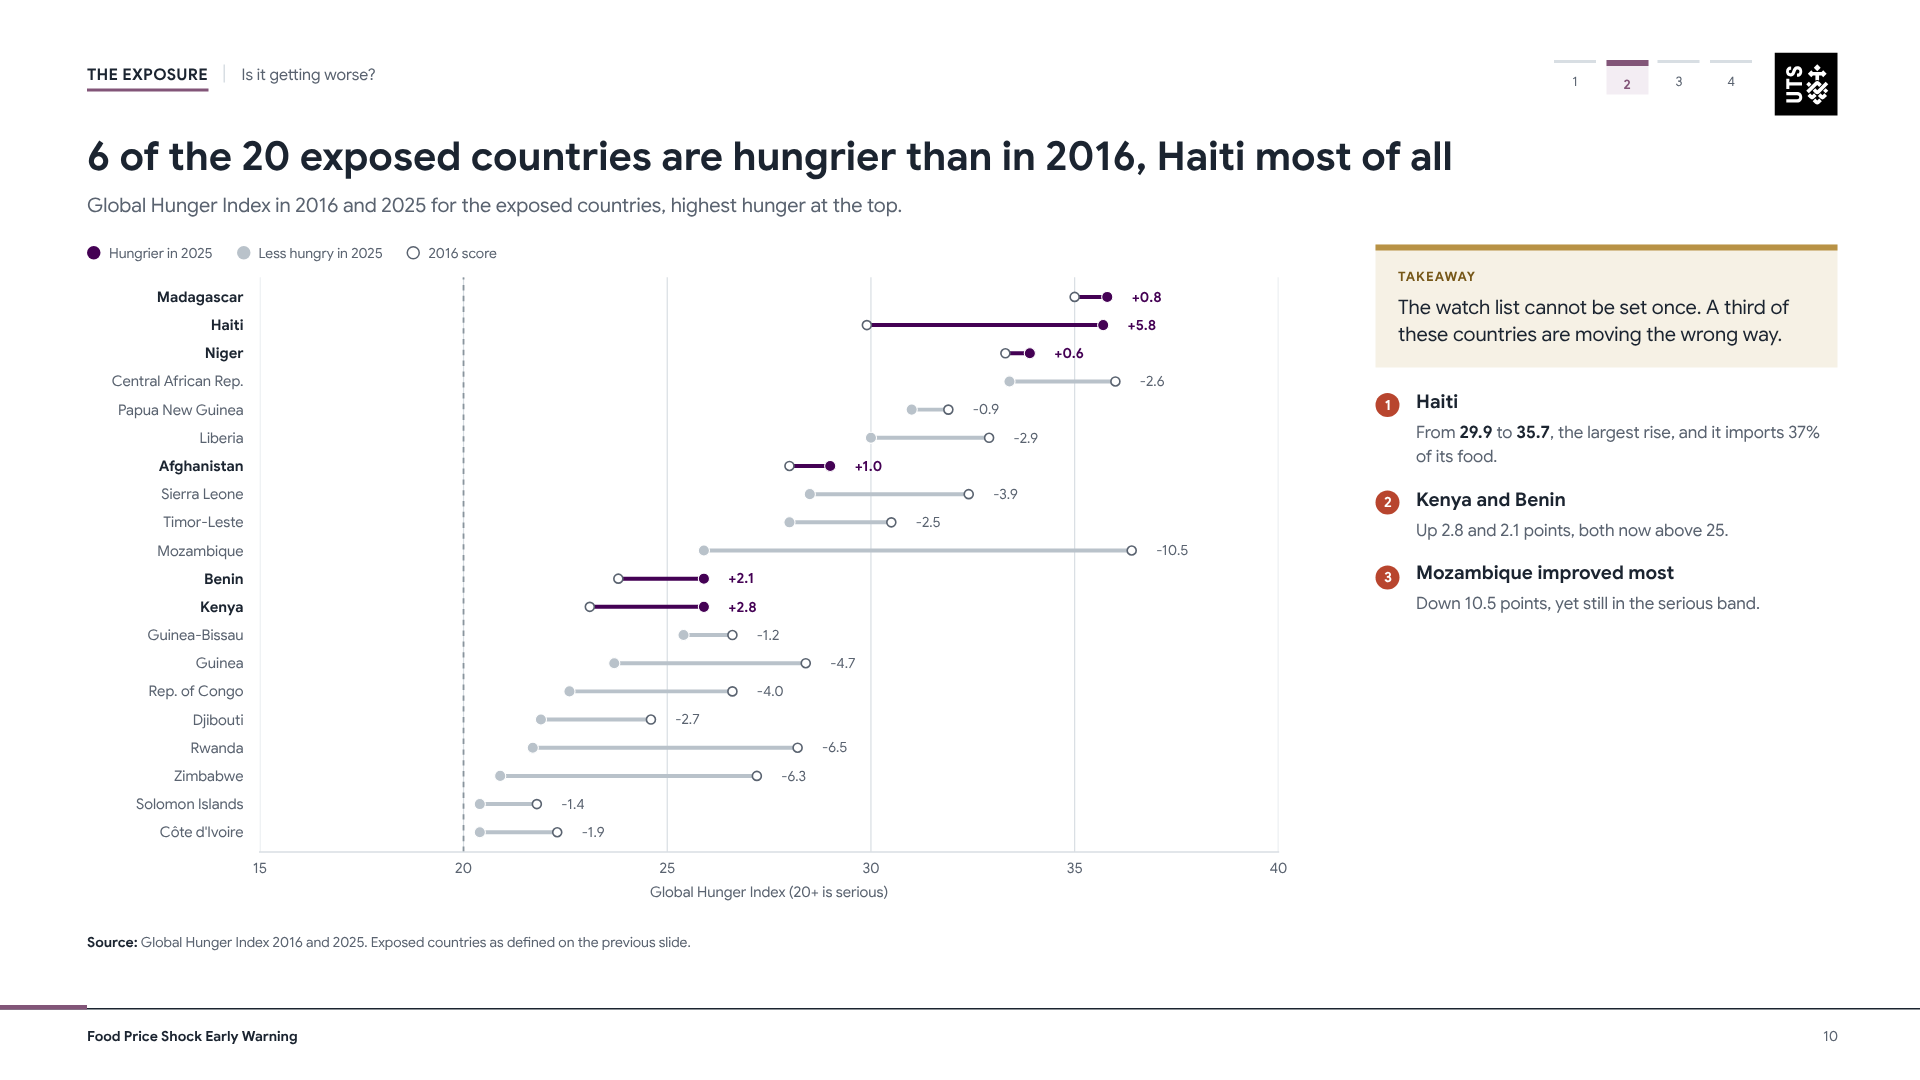 THE EXPOSURE Is it getting worse?
1 2 3 4
UTS
6 of the 20 exposed countries are hungrier than in 2016, Haiti most of all
Global Hunger Index in 2016 and 2025 for the exposed countries, highest hunger at the top.
Hungrier in 2025 Less hungry in 2025 2016 score
Madagascar +0.8
Haiti +5.8
Niger +0.6
Central African Rep. -2.6
Papua New Guinea -0.9
Liberia -2.9
Afghanistan +1.0
Sierra Leone -3.9
Timor-Leste -2.5
Mozambique -10.5
Benin +2.1
Kenya +2.8
Guinea-Bissau -1.2
Guinea -4.7
Rep. of Congo -4.0
Djibouti -2.7
Rwanda -6.5
Zimbabwe -6.3
Solomon Islands -1.4
Côte d'Ivoire -1.9
15 20 25 30 35 40
Global Hunger Index (20+ is serious)
TAKEAWAY
The watch list cannot be set once. A third of
these countries are moving the wrong way.
1 Haiti
From 29.9 to 35.7, the largest rise, and it imports 37%
of its food.
2 Kenya and Benin
Up 2.8 and 2.1 points, both now above 25.
3 Mozambique improved most
Down 10.5 points, yet still in the serious band.
Source: Global Hunger Index 2016 and 2025. Exposed countries as defined on the previous slide.
Food Price Shock Early Warning 10